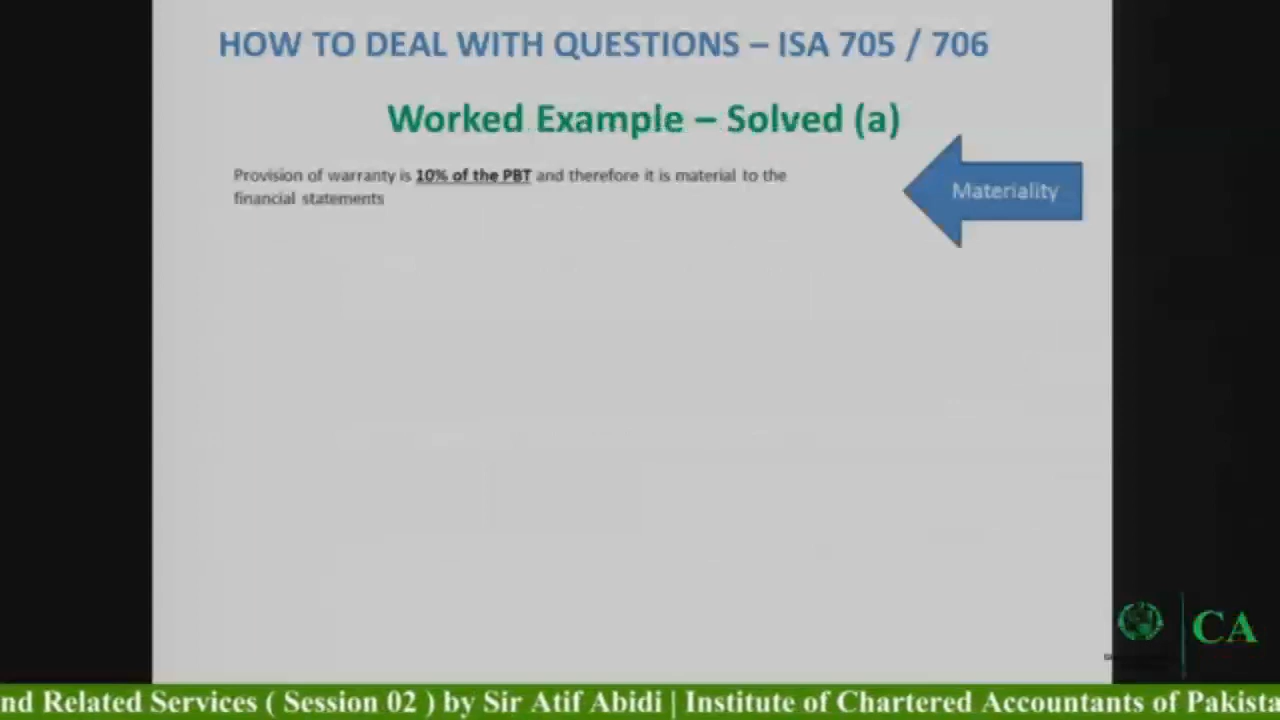 HOW TO DEAL WITH QUESTIONS – ISA 705 / 706
Worked Example – Solved (a)
Provision of warranty is 10% of the PBT and therefore it is material to the
financial statements
Materiality
CA
nd Related Services ( Session 02 ) by Sir Atif Abidi | Institute of Chartered Accountants of Pakista